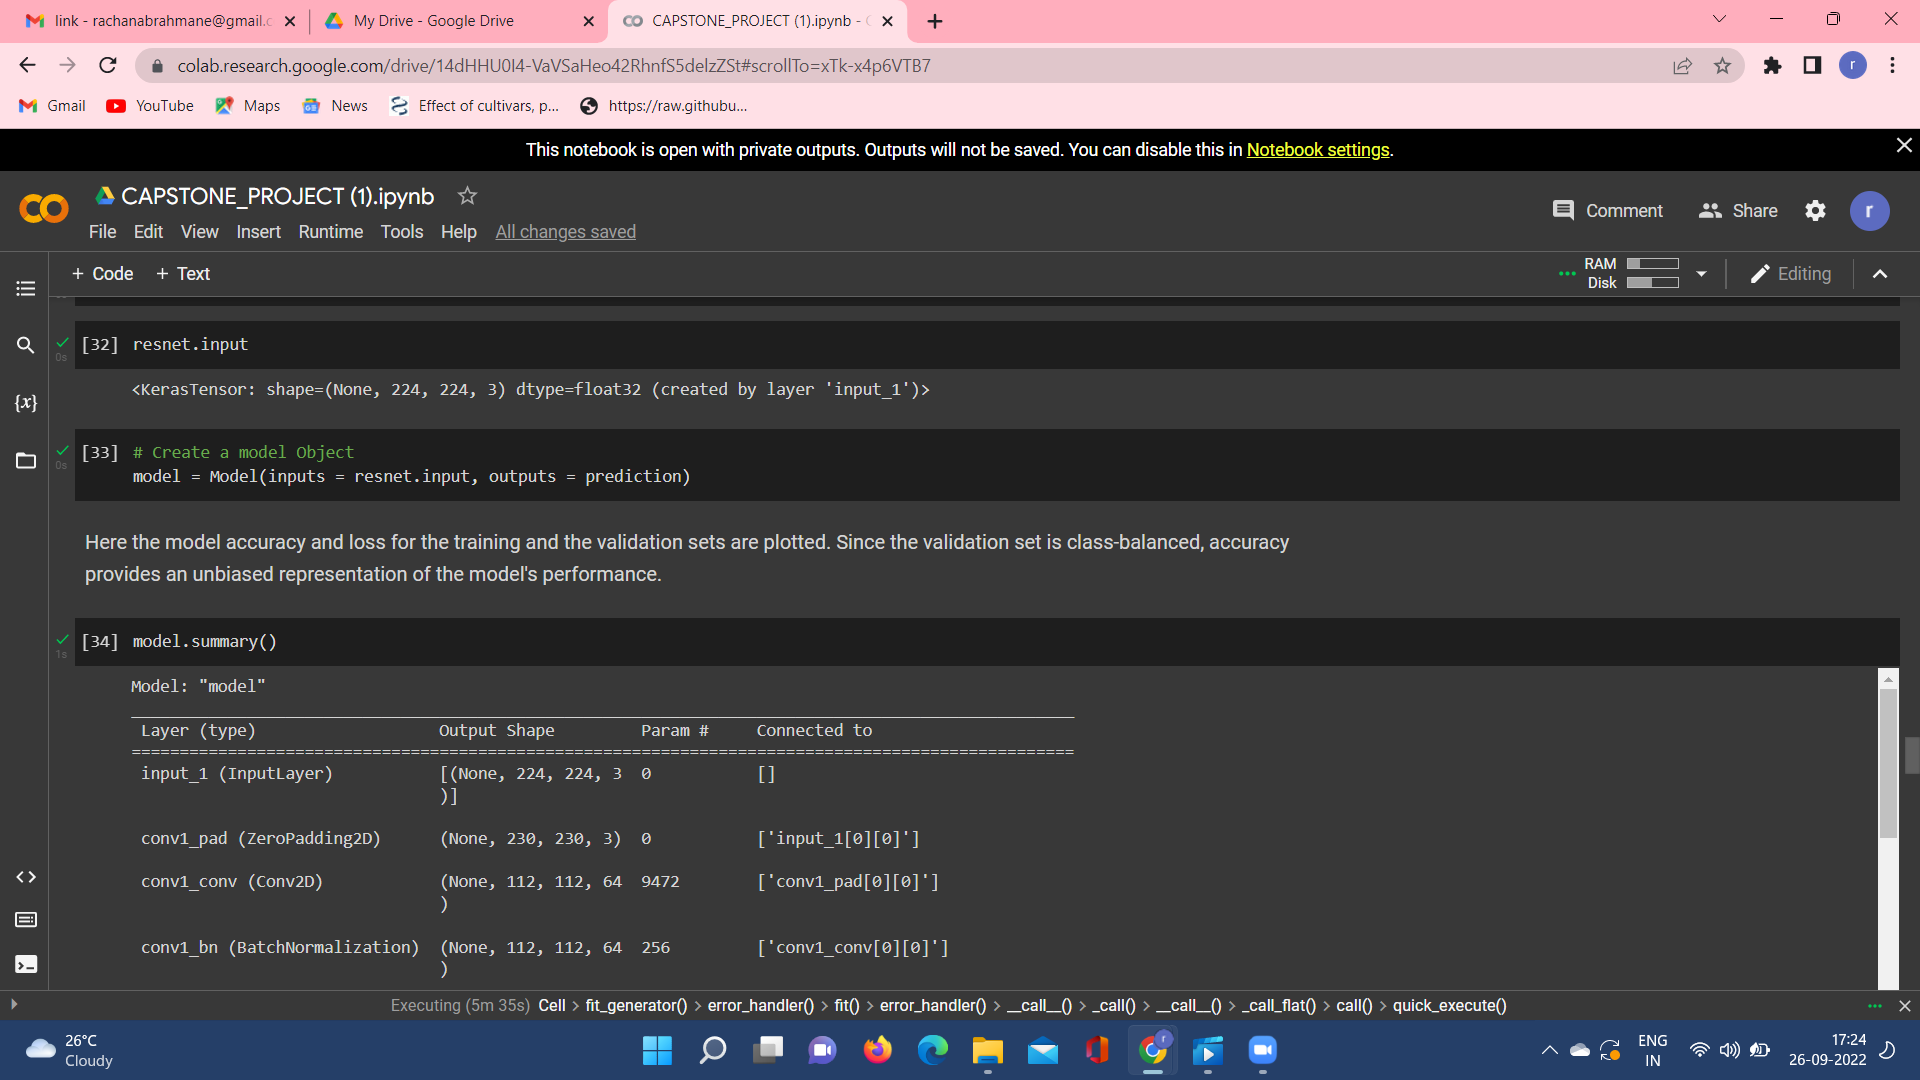 link - rachanabrahmane@gmail.c
My Drive - Google Drive
CAPSTONE_PROJECT (1).ipynb -
colab.research.google.com/drive/14dHHU0I4-VaVSaHeo42RhnfS5delzZSt#scrollTo=xTk-x4p6VTB7
r
Gmail
YouTube
Maps
News
Effect of cultivars, p...
https://raw.githubu...
This notebook is open with private outputs. Outputs will not be saved. You can disable this in Notebook settings.
CAPSTONE_PROJECT (1).ipynb
Comment
Share
r
File Edit View Insert Runtime Tools Help All changes saved
+ Code + Text
RAM
Disk
Editing
[32] resnet.input
0s
<KerasTensor: shape=(None, 224, 224, 3) dtype=float32 (created by layer 'input_1')>
{x}
[33] # Create a model Object
0s
model = Model(inputs = resnet.input, outputs = prediction)
Here the model accuracy and loss for the training and the validation sets are plotted. Since the validation set is class-balanced, accuracy
provides an unbiased representation of the model's performance.
[34] model.summary()
1s
Model: "model"
Layer (type) Output Shape Param # Connected to
==================================================================================================
input_1 (InputLayer) [(None, 224, 224, 3 0 []
)]
conv1_pad (ZeroPadding2D) (None, 230, 230, 3) 0 ['input_1[0][0]']
conv1_conv (Conv2D) (None, 112, 112, 64 9472 ['conv1_pad[0][0]']
)
conv1_bn (BatchNormalization) (None, 112, 112, 64 256 ['conv1_conv[0][0]']
)
Executing (5m 35s) Cell > fit_generator() > error_handler() > fit() > error_handler() > __call__() > _call() > __call__() > _call_flat() > call() > quick_execute()
26°C
Cloudy
r
ENG
IN
17:24
26-09-2022